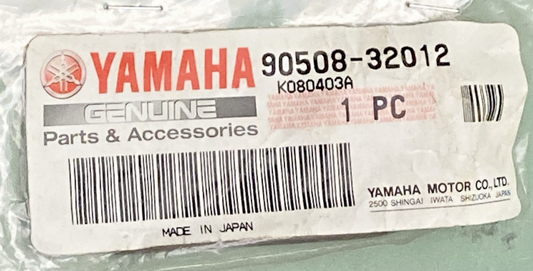 YAMAHA 90508-32012
K080403A
GENUINE
1 PC
Parts & Accessories
YAMAHA MOTOR CO., LTD.
2500 SHINGAI IWATA SHIZUOKA JAPAN
MADE IN JAPAN